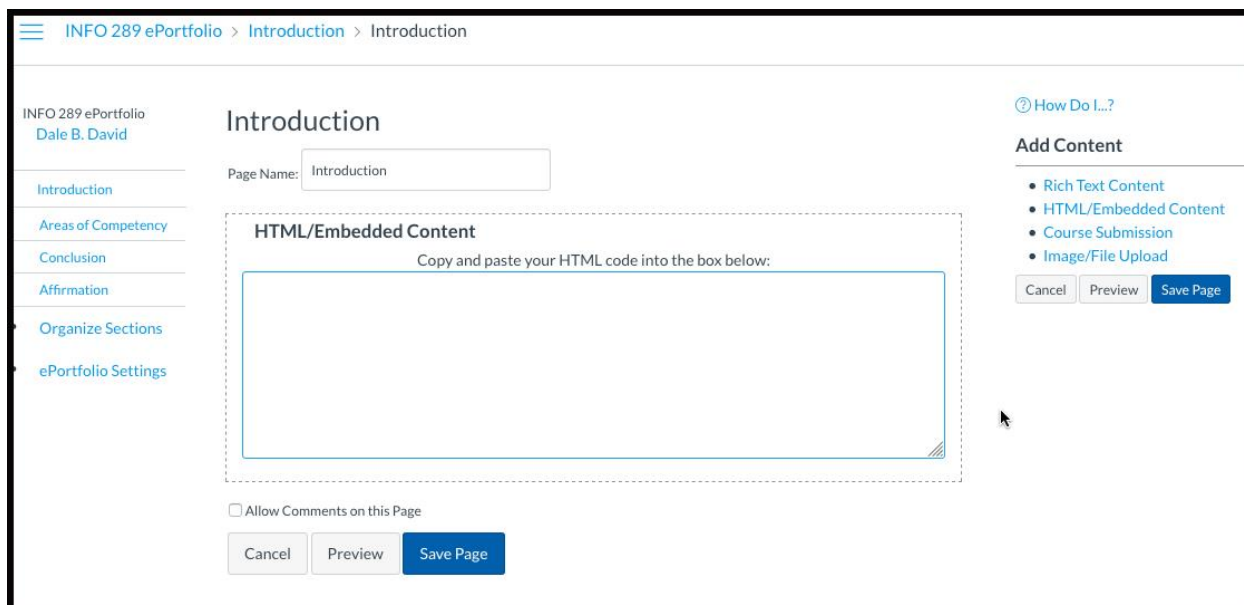 INFO 289 ePortfolio > Introduction > Introduction
INFO 289 ePortfolio
Dale B. David
Introduction
Areas of Competency
Conclusion
Affirmation
Organize Sections
ePortfolio Settings
Introduction
Page Name: Introduction
HTML/Embedded Content
Copy and paste your HTML code into the box below:
Allow Comments on this Page
Cancel Preview Save Page
? How Do I...?
Add Content
• Rich Text Content
• HTML/Embedded Content
• Course Submission
• Image/File Upload
Cancel Preview Save Page